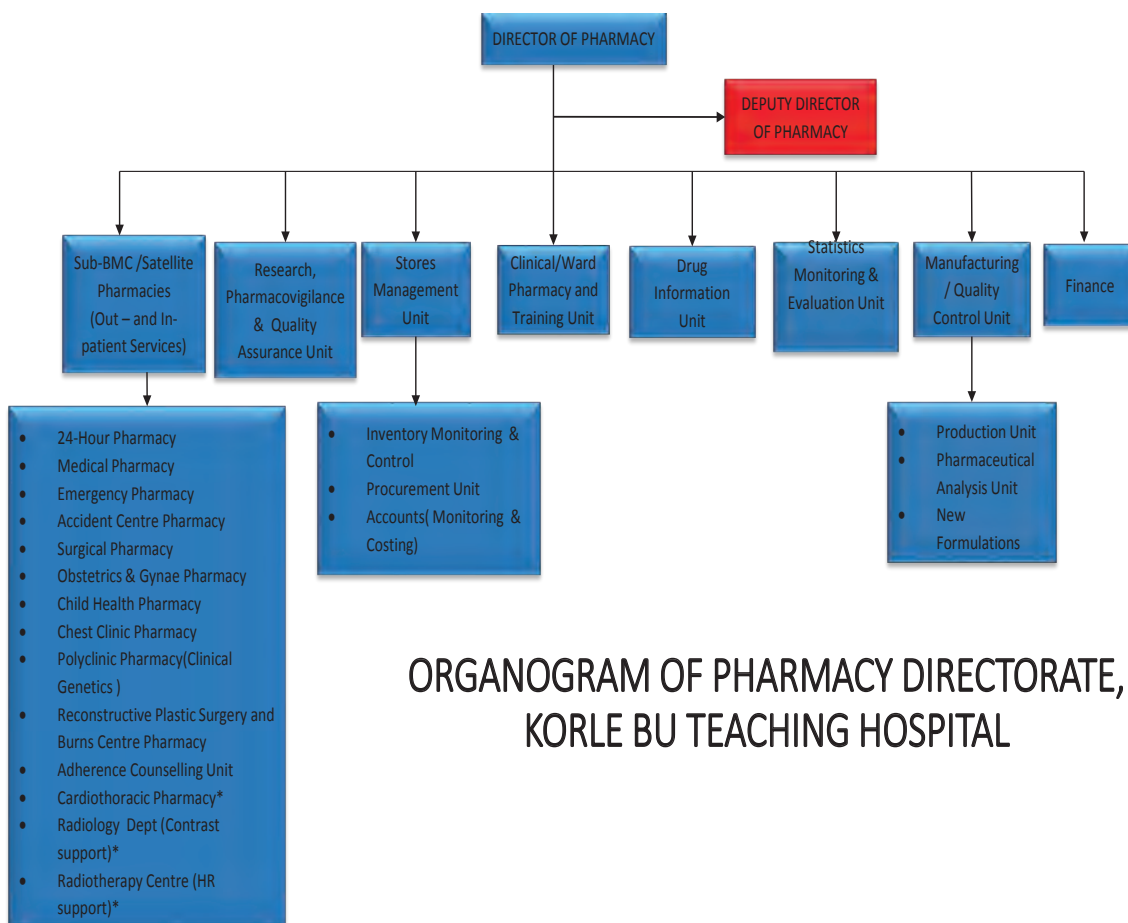 DIRECTOR OF PHARMACY
DEPUTY DIRECTOR
OF PHARMACY
Sub-BMC /Satellite
Pharmacies
(Out – and In-
patient Services)
Research,
Pharmacovigilance
& Quality
Assurance Unit
Stores
Management
Unit
Clinical/Ward
Pharmacy and
Training Unit
Drug
Information
Unit
Statistics
Monitoring &
Evaluation Unit
Manufacturing
/ Quality
Control Unit
Finance
• 24-Hour Pharmacy
• Medical Pharmacy
• Emergency Pharmacy
• Accident Centre Pharmacy
• Surgical Pharmacy
• Obstetrics & Gynae Pharmacy
• Child Health Pharmacy
• Chest Clinic Pharmacy
• Polyclinic Pharmacy(Clinical
Genetics )
• Reconstructive Plastic Surgery and
Burns Centre Pharmacy
• Adherence Counselling Unit
• Cardiothoracic Pharmacy*
• Radiology Dept (Contrast
support)*
• Radiotherapy Centre (HR
support)*
• Inventory Monitoring &
Control
• Procurement Unit
• Accounts( Monitoring &
Costing)
• Production Unit
• Pharmaceutical
Analysis Unit
• New
Formulations
ORGANOGRAM OF PHARMACY DIRECTORATE,
KORLE BU TEACHING HOSPITAL